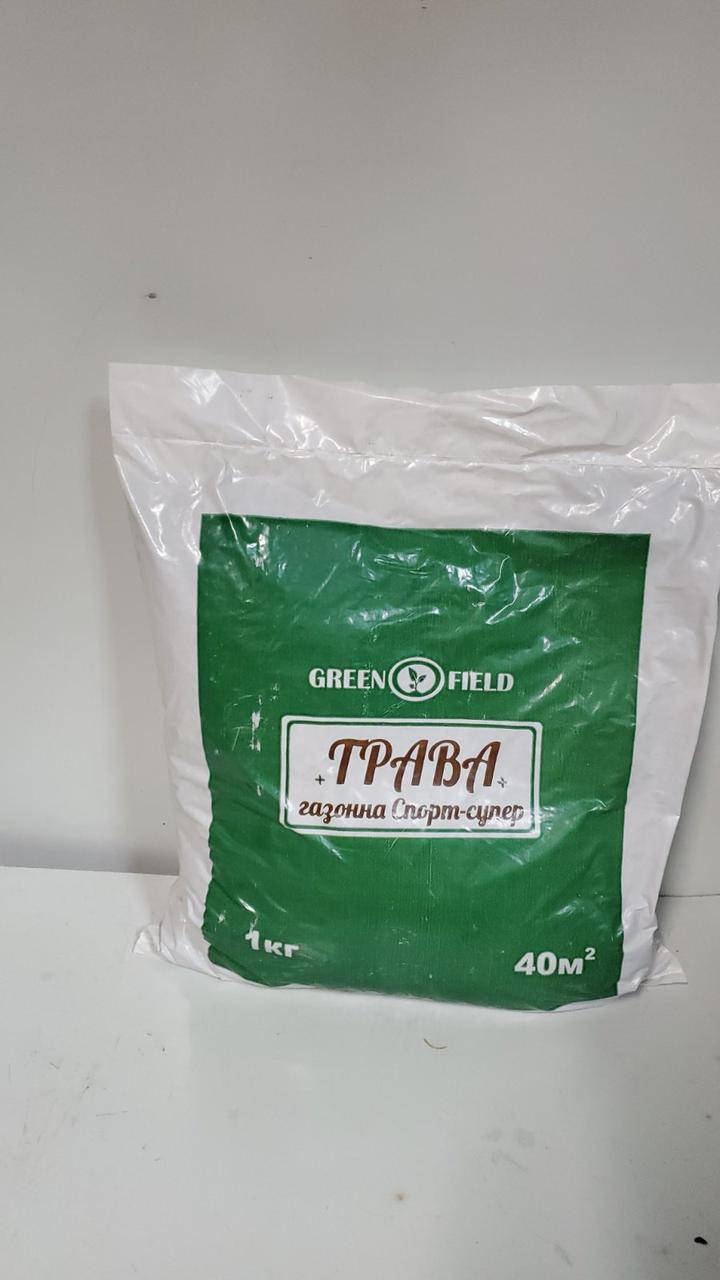 GREEN FIELD
ТРАВА
газонна Спорт-супер
1кг
40м²